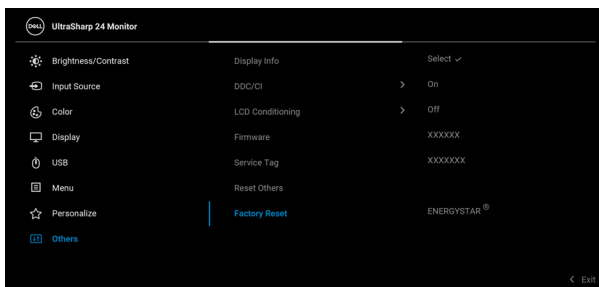 DELL UltraSharp 24 Monitor
Brightness/Contrast Display Info Select ✓
Input Source DDC/CI > On
Color LCD Conditioning > Off
Display Firmware XXXXXX
USB Service Tag XXXXXXX
Menu Reset Others
Personalize Factory Reset ENERGYSTAR ®
Others
< Exit